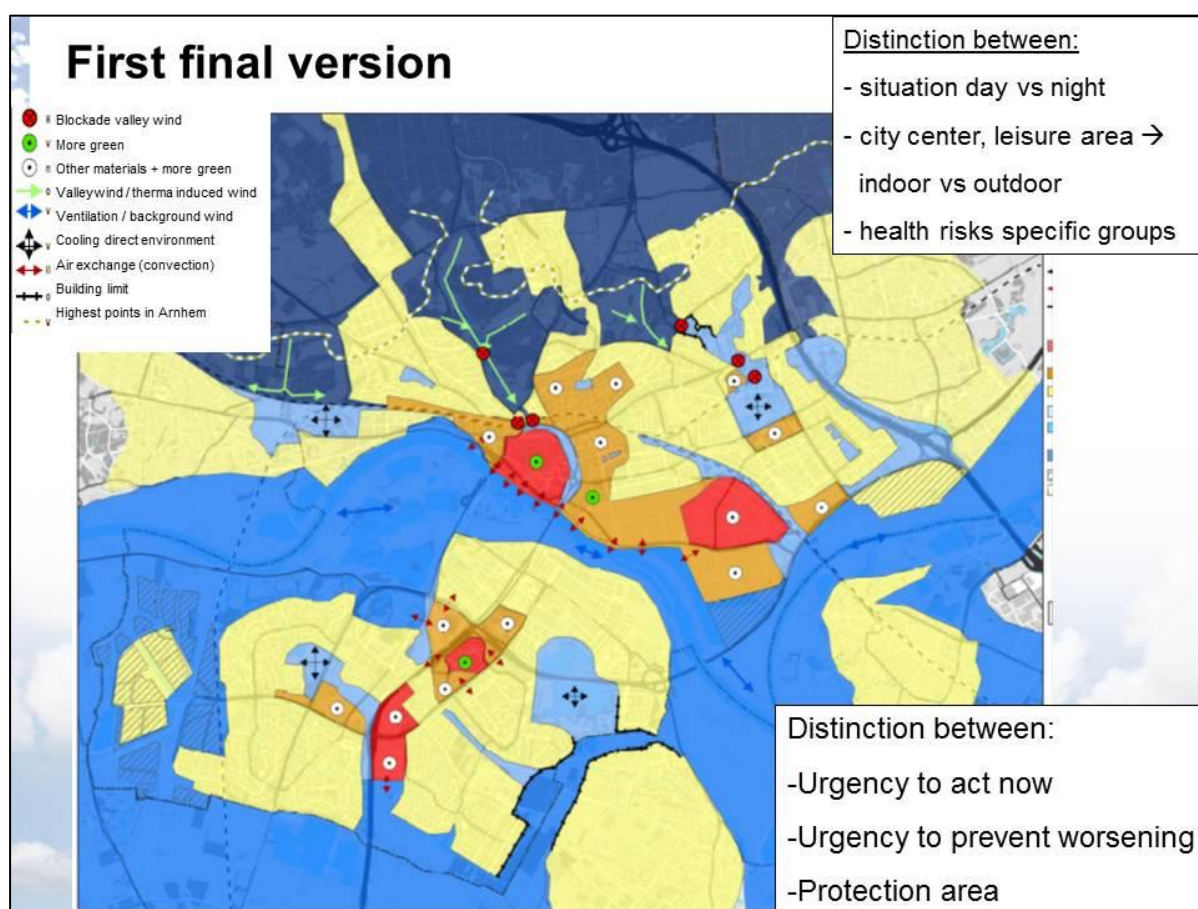 First final version
Blockade valley wind
More green
Other materials + more green
Valleywind / therma induced wind
Ventilation / background wind
Cooling direct environment
Air exchange (convection)
Building limit
Highest points in Arnhem
Distinction between:
- situation day vs night
- city center, leisure area →
indoor vs outdoor
- health risks specific groups
Distinction between:
-Urgency to act now
-Urgency to prevent worsening
-Protection area